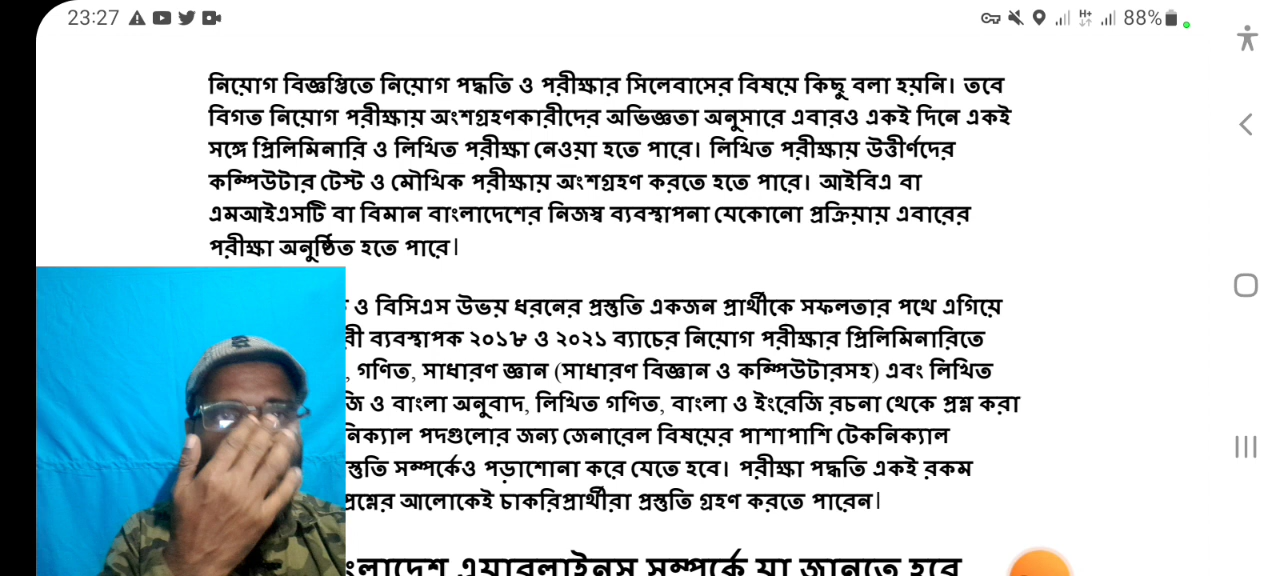 23:27
H+
88%
নিয়োগ বিজ্ঞপ্তিতে নিয়োগ পদ্ধতি ও পরীক্ষার সিলেবাসের বিষয়ে কিছু বলা হয়নি। তবে
বিগত নিয়োগ পরীক্ষায় অংশগ্রহণকারীদের অভিজ্ঞতা অনুসারে এবারও একই দিনে একই
সঙ্গে প্রিলিমিনারি ও লিখিত পরীক্ষা নেওয়া হতে পারে। লিখিত পরীক্ষায় উত্তীর্ণদের
কম্পিউটার টেস্ট ও মৌখিক পরীক্ষায় অংশগ্রহণ করতে হতে পারে। আইবিএ বা
এমআইএসটি বা বিমান বাংলাদেশের নিজস্ব ব্যবস্থাপনা যেকোনো প্রক্রিয়ায় এবারের
পরীক্ষা অনুষ্ঠিত হতে পারে।
ও বিসিএস উভয় ধরনের প্রস্তুতি একজন প্রার্থীকে সফলতার পথে এগিয়ে
ব্যবস্থাপক ২০১৮ ও ২০২১ ব্যাচের নিয়োগ পরীক্ষার প্রিলিমিনারিতে
, গণিত, সাধারণ জ্ঞান (সাধারণ বিজ্ঞান ও কম্পিউটারসহ) এবং লিখিত
ও বাংলা অনুবাদ, লিখিত গণিত, বাংলা ও ইংরেজি রচনা থেকে প্রশ্ন করা
পদগুলোর জন্য জেনারেল বিষয়ের পাশাপাশি টেকনিক্যাল
সম্পর্কেও পড়াশোনা করে যেতে হবে। পরীক্ষা পদ্ধতি একই রকম
প্রশ্নের আলোকেই চাকরিপ্রার্থীরা প্রস্তুতি গ্রহণ করতে পারেন।
এয়ারলাইনস সম্পর্কে যা জানতে হবে